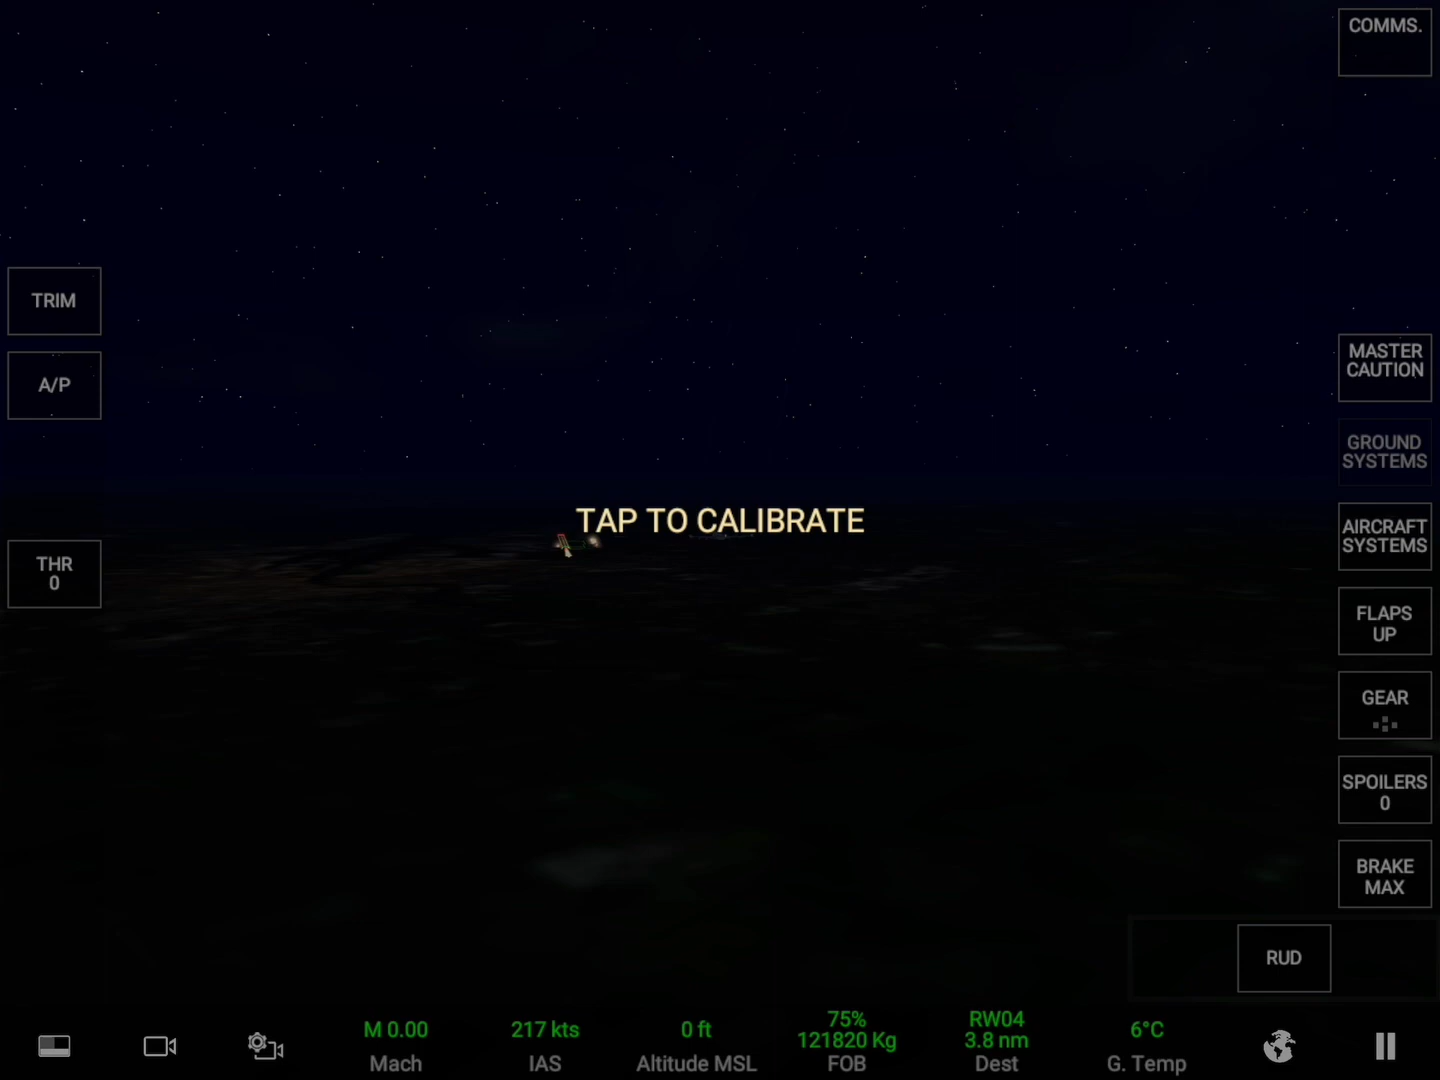 COMMS.
TRIM
A/P
MASTER
CAUTION
GROUND
SYSTEMS
TAP TO CALIBRATE
AIRCRAFT
SYSTEMS
THR
0
FLAPS
UP
GEAR
SPOILERS
0
BRAKE
MAX
RUD
M 0.00
Mach
217 kts
IAS
0 ft
Altitude MSL
75%
121820 Kg
FOB
RW04
3.8 nm
Dest
6°C
G. Temp